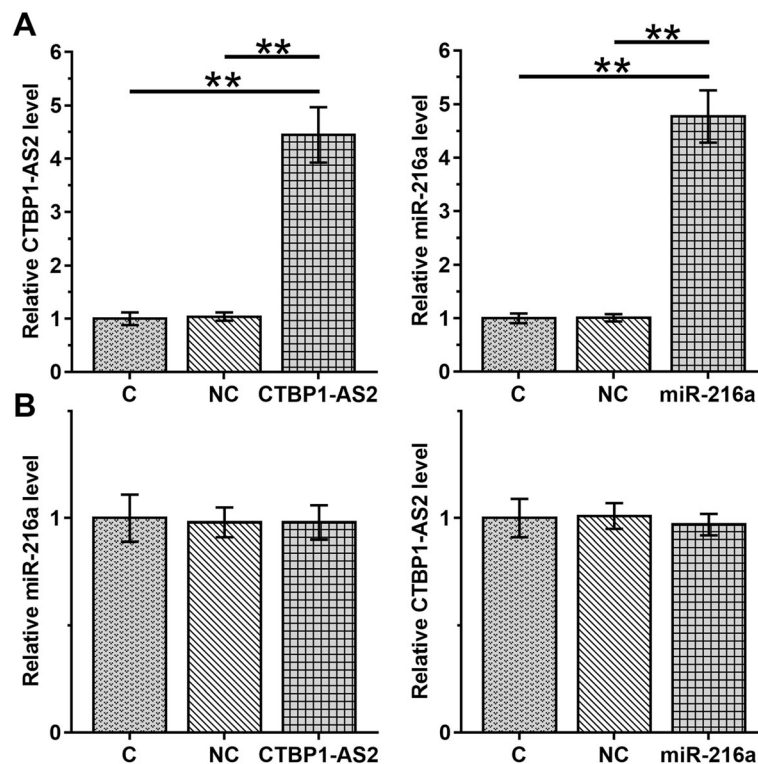 A
Relative CTBP1-AS2 level
6
5
4
3
2
1
0
**
**
C NC CTBP1-AS2
Relative miR-216a level
6
5
4
3
2
1
0
**
**
C NC miR-216a
B
Relative miR-216a level
1
0
C NC CTBP1-AS2
Relative CTBP1-AS2 level
1
0
C NC miR-216a